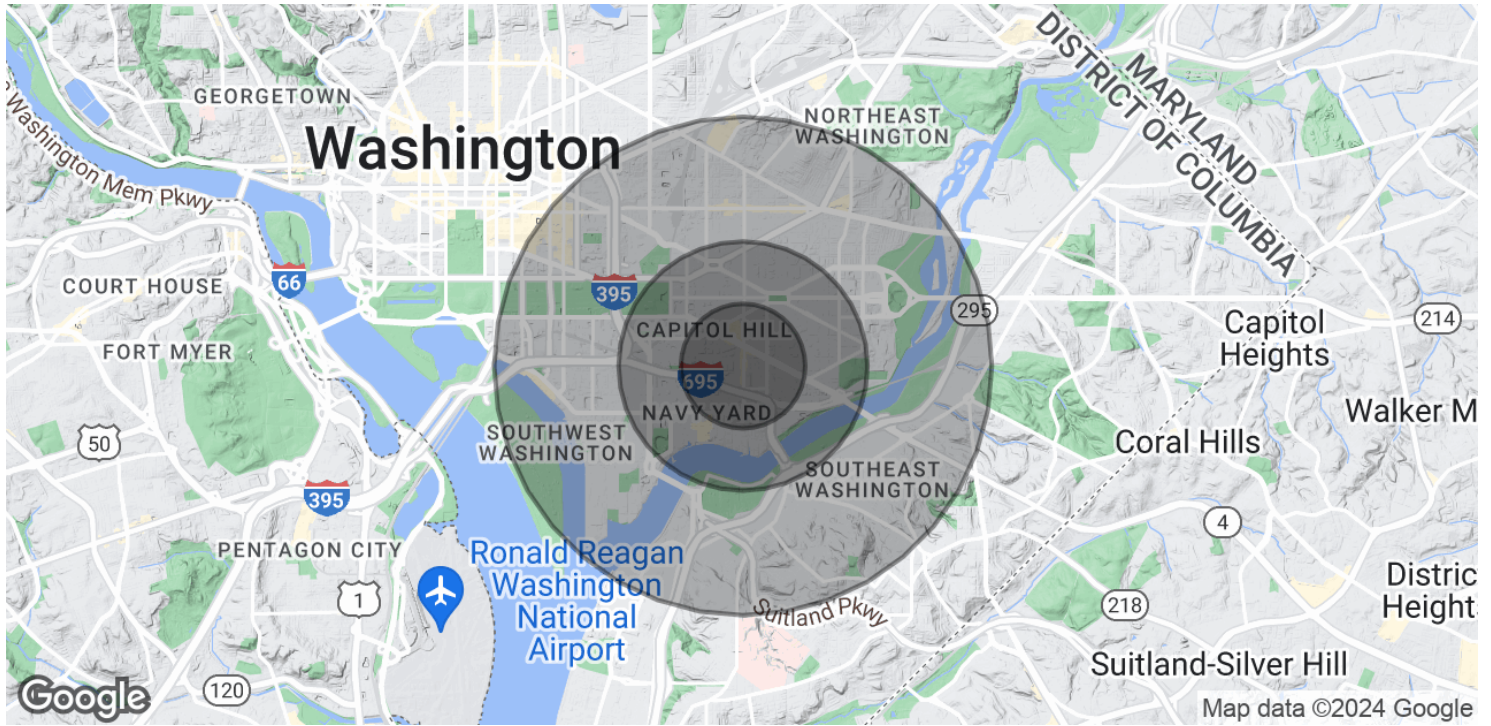 MARYLAND
DISTRICT OF COLUMBIA
GEORGETOWN
NORTHEAST
WASHINGTON
Washington
Washington Mem Pkwy
COURT HOUSE
66
395
295
CAPITOL HILL
Capitol
Heights
214
FORT MYER
695
NAVY YARD
Walker M
50
SOUTHWEST
WASHINGTON
Coral Hills
SOUTHEAST
WASHINGTON
395
4
PENTAGON CITY
Ronald Reagan
Washington
National
Airport
1
Suitland Pkwy
218
Distric
Height
Suitland-Silver Hill
120
Google
Map data ©2024 Google